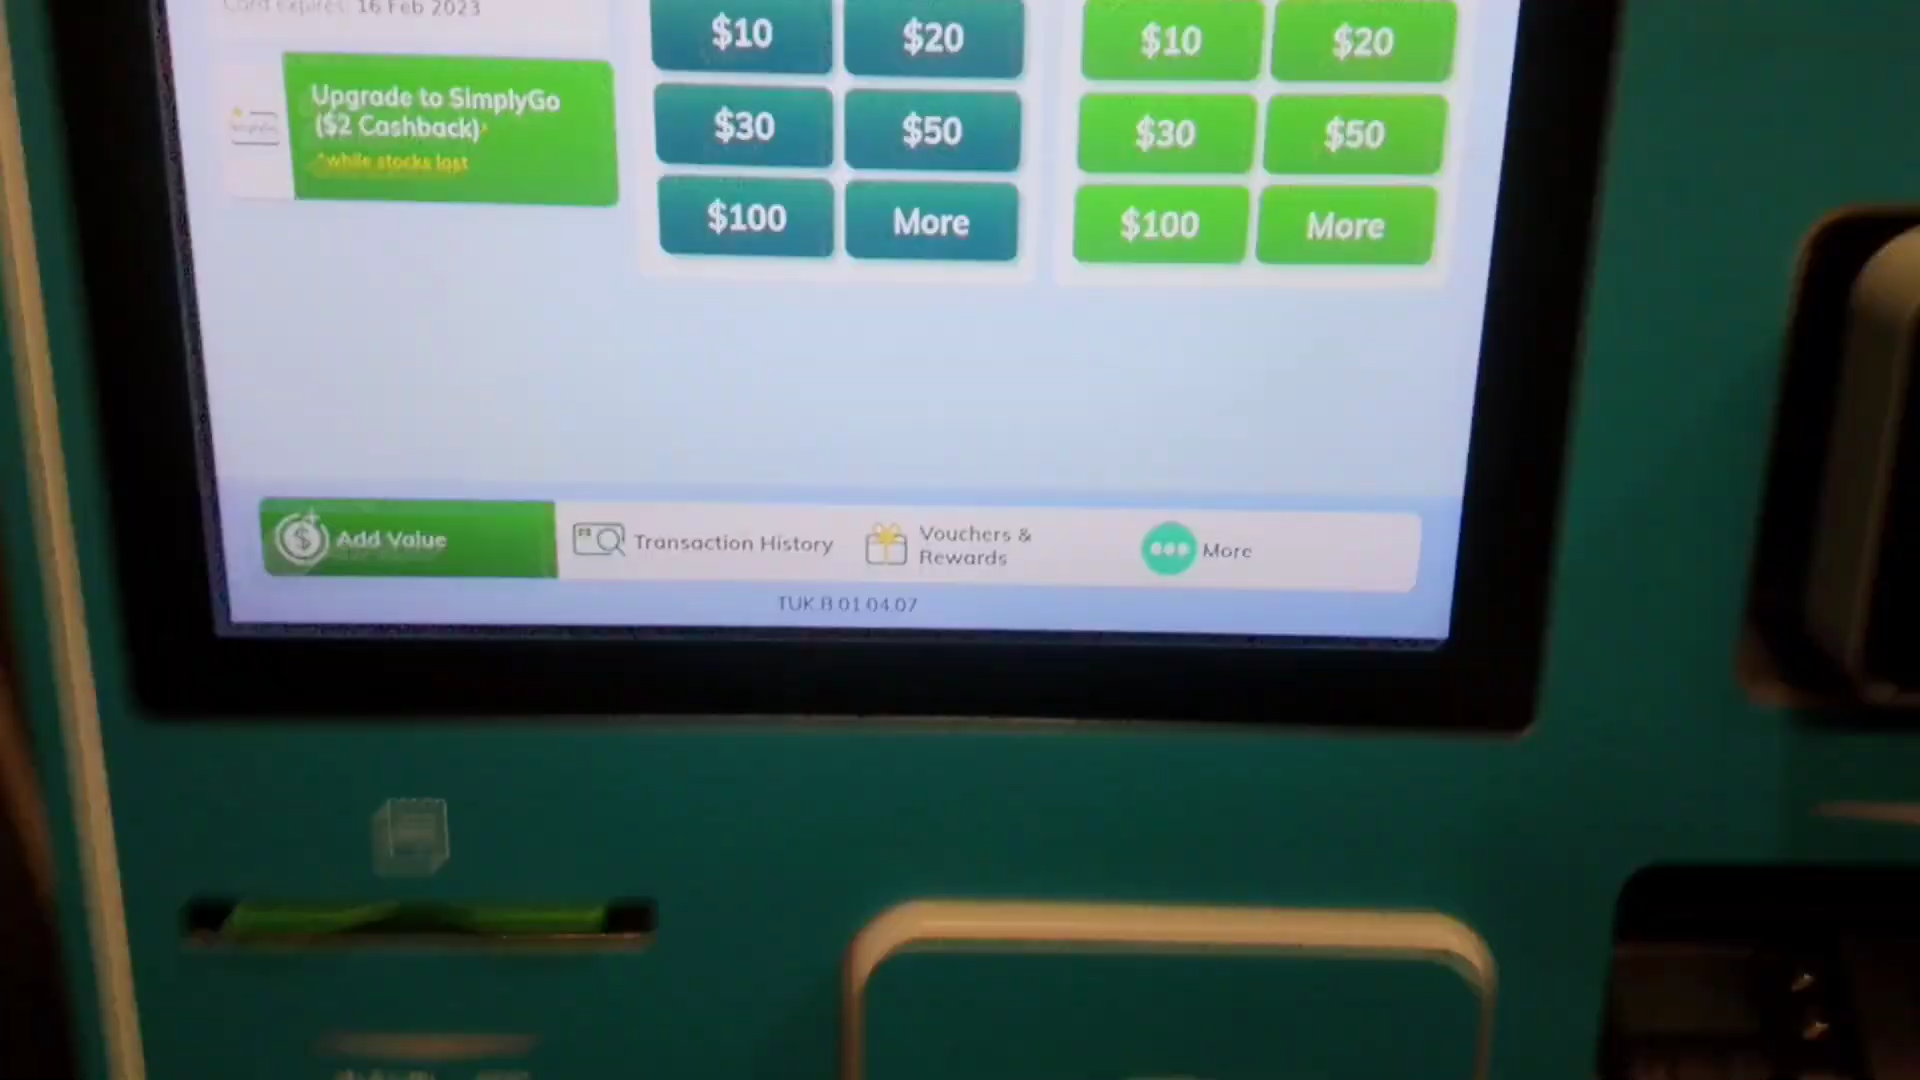 Card expires: 16 Feb 2023
Upgrade to SimplyGo
($2 Cashback)*
*while stocks last
$10
$20
$30
$50
$100
More
$10
$20
$30
$50
$100
More
Add Value
Transaction History
Vouchers &
Rewards
More
TUK B 01.04.07